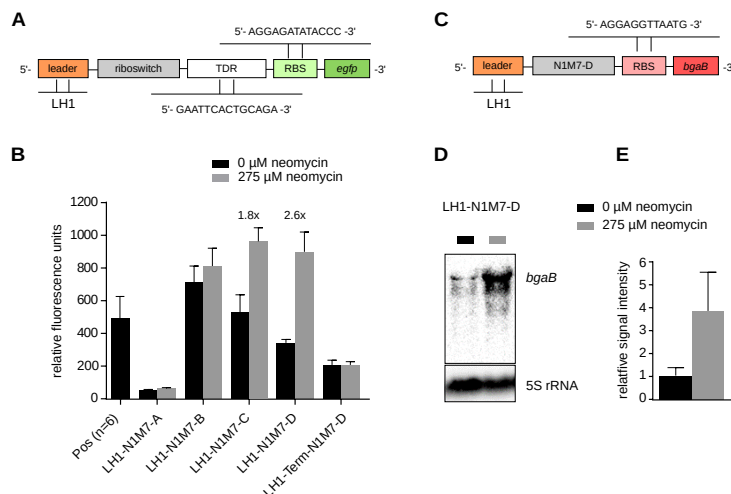 A
5'- AGGAGATATACCC -3'
5'- leader riboswitch TDR RBS egfp -3'
LH1
5'- GAATTCACTGCAGA -3'
C
5'- AGGAGGTTAATG -3'
5'- leader N1M7-D RBS bgaB -3'
LH1
B
0 µM neomycin
275 µM neomycin
relative fluorescence units
1200
1000
800
600
400
200
0
1.8x
2.6x
Pos (n=6)
LH1-N1M7-A
LH1-N1M7-B
LH1-N1M7-C
LH1-N1M7-D
LH1-Term-N1M7-D
D
LH1-N1M7-D
bgaB
5S rRNA
E
0 µM neomycin
275 µM neomycin
relatffive signal intensity
6
5
4
3
2
1
0